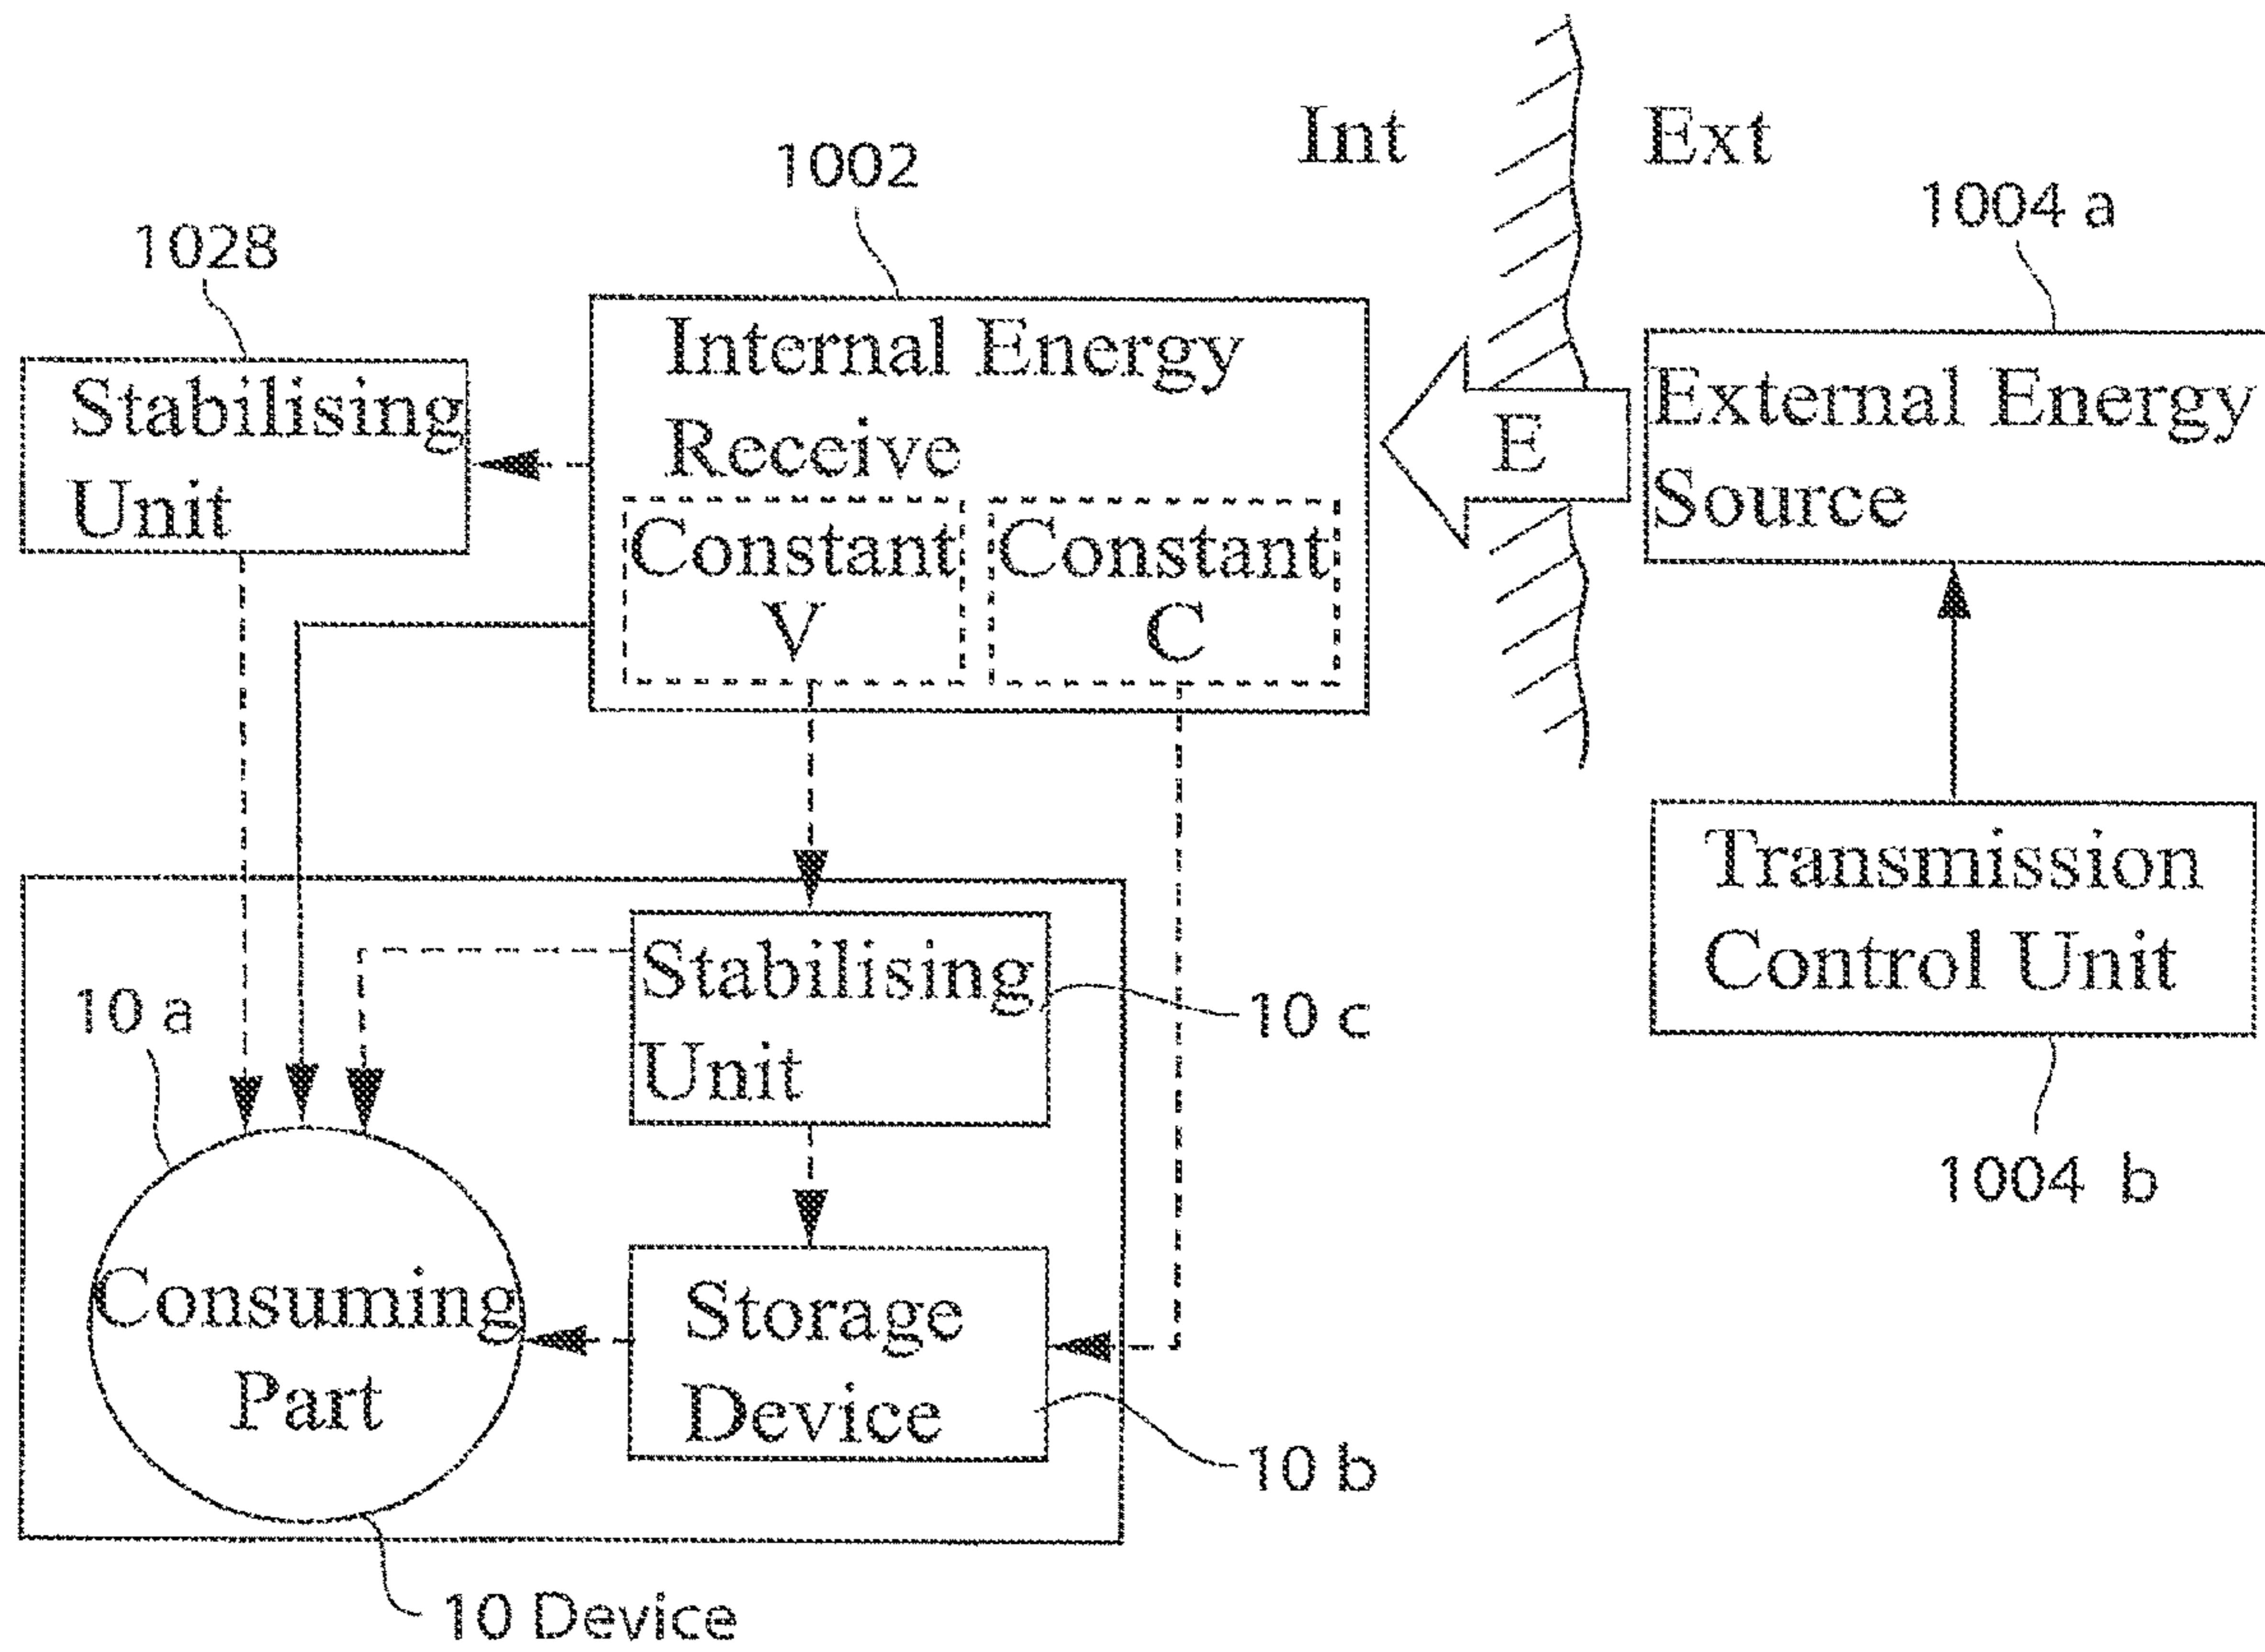 Int
Ext
1002
1004 a
1028
Internal Energy
Receive
Constant
V
Constant
C
Stabilising
Unit
E
External Energy
Source
Transmission
Control Unit
1004 b
10 a
Stabilising
Unit
10 c
Consuming
Part
Storage
Device
10 b
10 Device